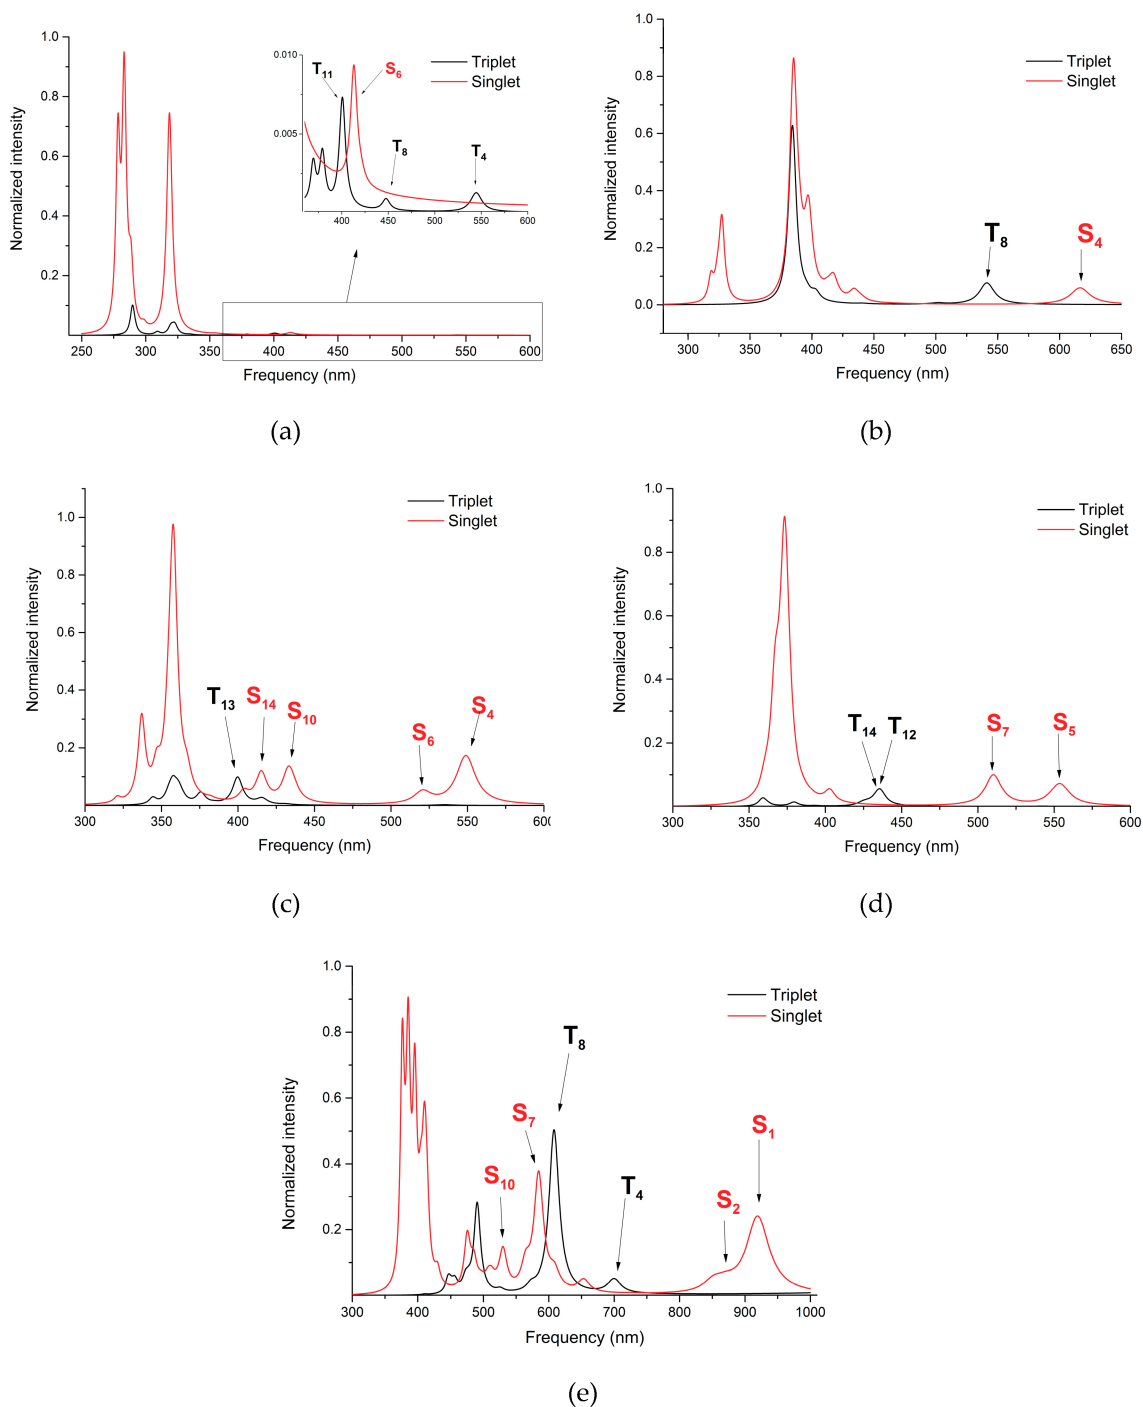 Normalized intensity
1.0
0.8
0.6
0.4
0.2
250 300 350 400 450 500 550 600
Frequency (nm)
0.010
0.005
400 450 500 550 600
T11
S6
T8
T4
Triplet
Singlet
(a)
Normalized intensity
1.0
0.8
0.6
0.4
0.2
0.0
300 350 400 450 500 550 600 650
Frequency (nm)
Triplet
Singlet
T8
S4
(b)
Normalized intensity
1.0
0.8
0.6
0.4
0.2
300 350 400 450 500 550 600
Frequency (nm)
Triplet
Singlet
T13
S14
S10
S6
S4
(c)
Normalized intensity
1.0
0.8
0.6
0.4
0.2
300 350 400 450 500 550 600
Frequency (nm)
Triplet
Singlet
T14
T12
S7
S5
(d)
Normalized intensity
1.0
0.8
0.6
0.4
0.2
300 400 500 600 700 800 900 1000
Frequency (nm)
Triplet
Singlet
T8
S7
S10
T4
S2
S1
(e)